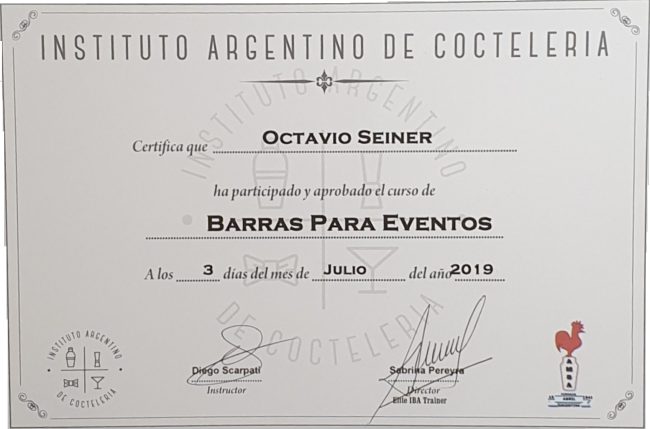 INSTITUTO ARGENTINO DE COCTELERIA
Certifica que OCTAVIO SEINER
ha participado y aprobado el curso de
BARRAS PARA EVENTOS
A los 3 días del mes de JULIO del año 2019
INSTITUTO ARGENTINO
DE COCTELERIA
INSTITUTO ARGENTINO
DE COCTELERIA
Diego Scarpati
Instructor
Sabrina Pereyra
Director
Elite IBA Trainer
AMBA